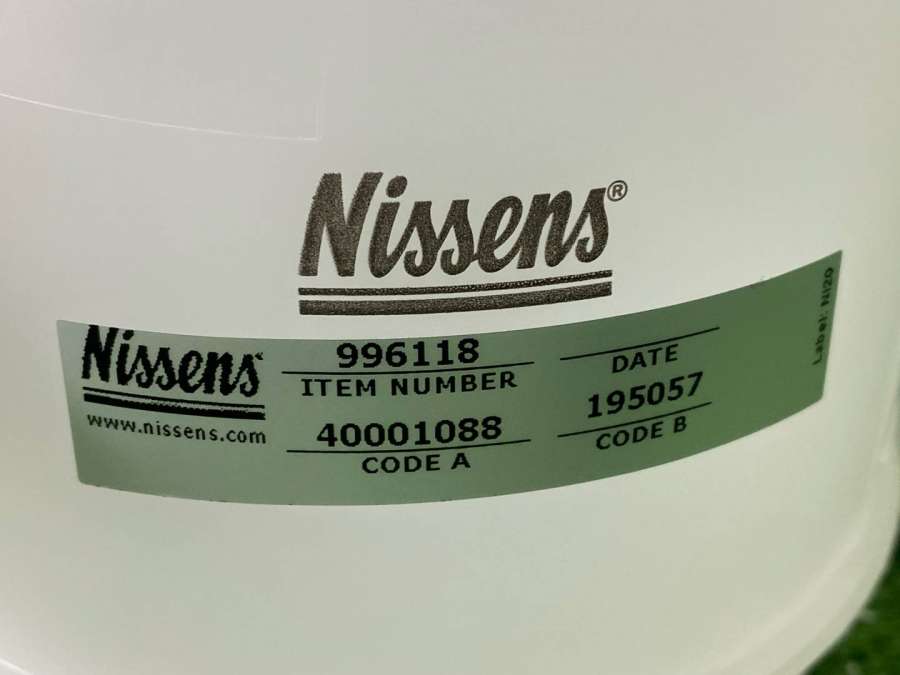 Nissens®
Nissens
www.nissens.com
996118
ITEM NUMBER
40001088
CODE A
DATE
195057
CODE B
Label: NI20